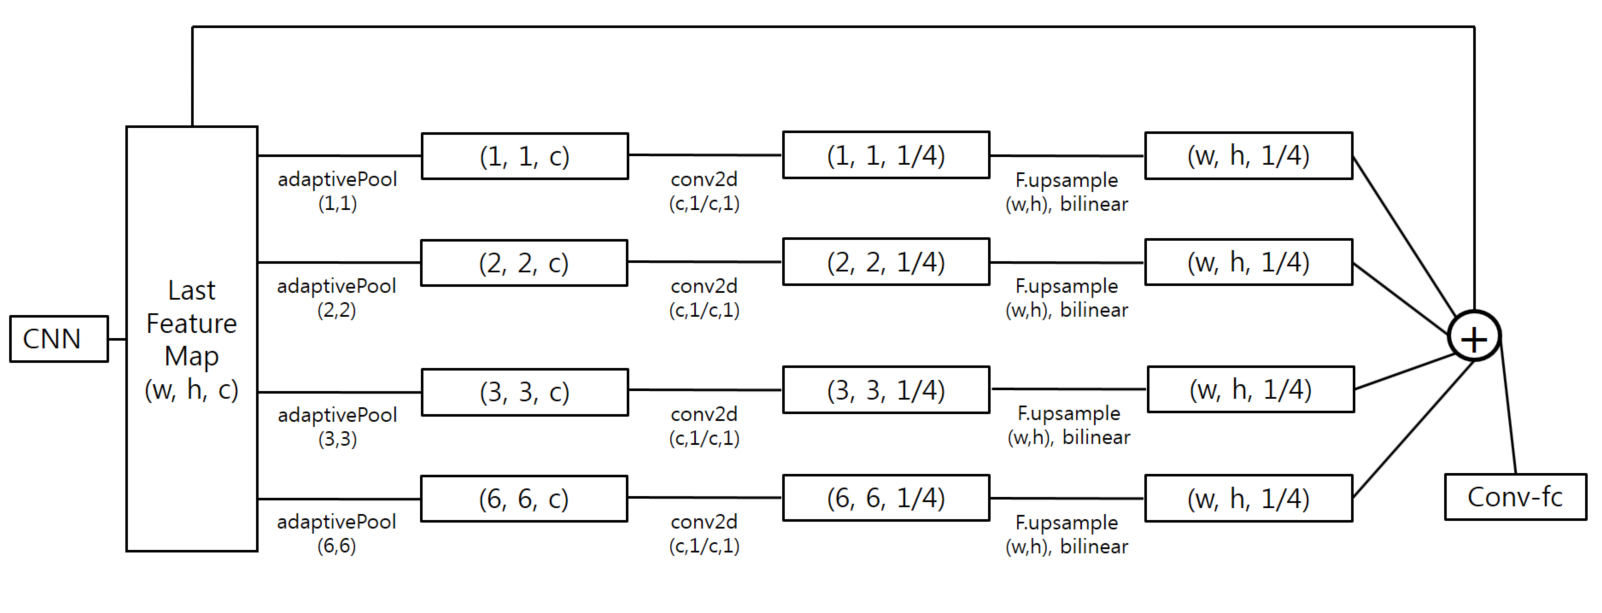 CNN
Last
Feature
Map
(w, h, c)
adaptivePool
(1,1)
(1, 1, c)
conv2d
(c,1/c,1)
(1, 1, 1/4)
F.upsample
(w,h), bilinear
(w, h, 1/4)
adaptivePool
(2,2)
(2, 2, c)
conv2d
(c,1/c,1)
(2, 2, 1/4)
F.upsample
(w,h), bilinear
(w, h, 1/4)
adaptivePool
(3,3)
(3, 3, c)
conv2d
(c,1/c,1)
(3, 3, 1/4)
F.upsample
(w,h), bilinear
(w, h, 1/4)
adaptivePool
(6,6)
(6, 6, c)
conv2d
(c,1/c,1)
(6, 6, 1/4)
F.upsample
(w,h), bilinear
(w, h, 1/4)
+
Conv-fc